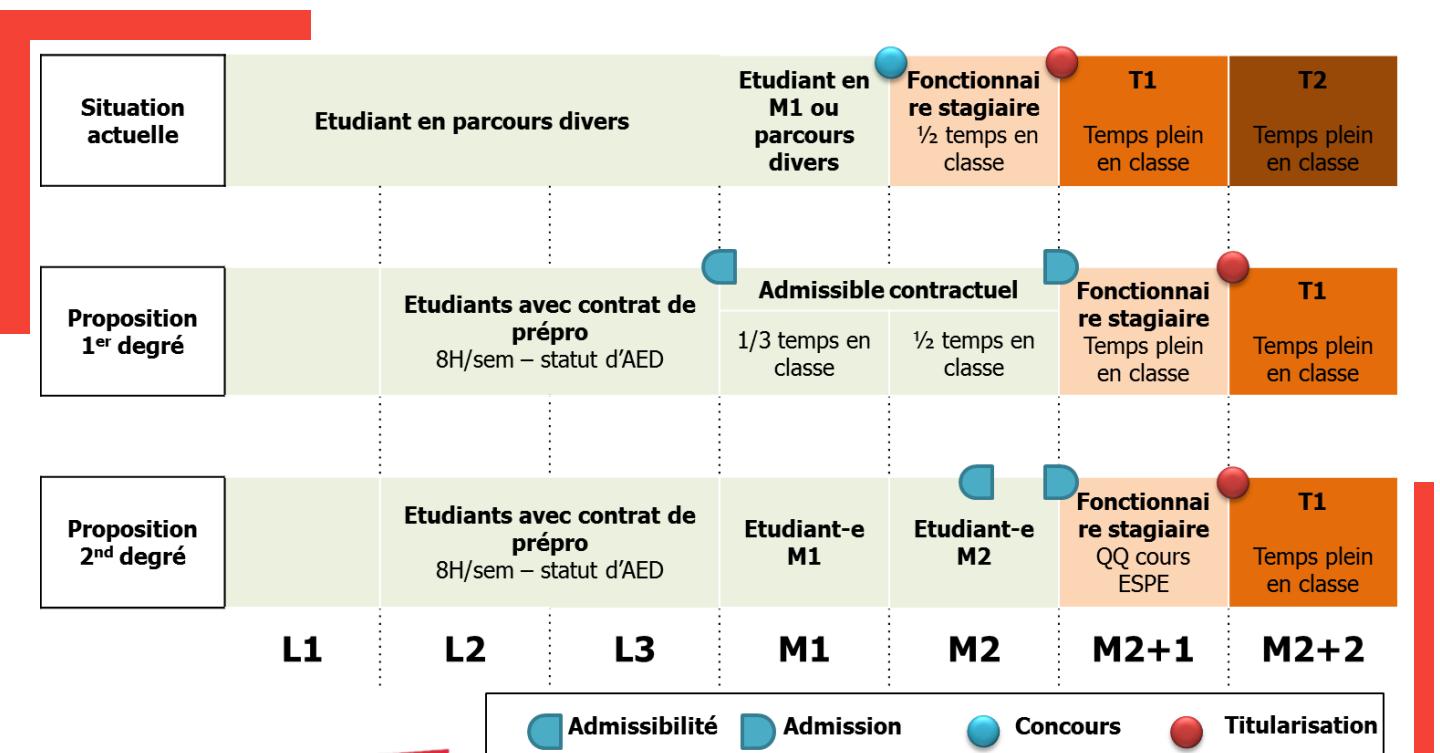 Situation
actuelle
Etudiant en parcours divers
Etudiant en
M1 ou
parcours
divers
Fonctionnai
re stagiaire
½ temps en
classe
T1
Temps plein
en classe
T2
Temps plein
en classe
Proposition
1er degré
Etudiants avec contrat de
prépro
8H/sem – statut d’AED
Admissible contractuel
1/3 temps en
classe
½ temps en
classe
Fonctionnai
re stagiaire
Temps plein
en classe
T1
Temps plein
en classe
Proposition
2nd degré
Etudiants avec contrat de
prépro
8H/sem – statut d’AED
Etudiant-e
M1
Etudiant-e
M2
Fonctionnai
re stagiaire
QQ cours
ESPE
T1
Temps plein
en classe
L1 L2 L3 M1 M2 M2+1 M2+2
Admissibilité Admission Concours Titularisation